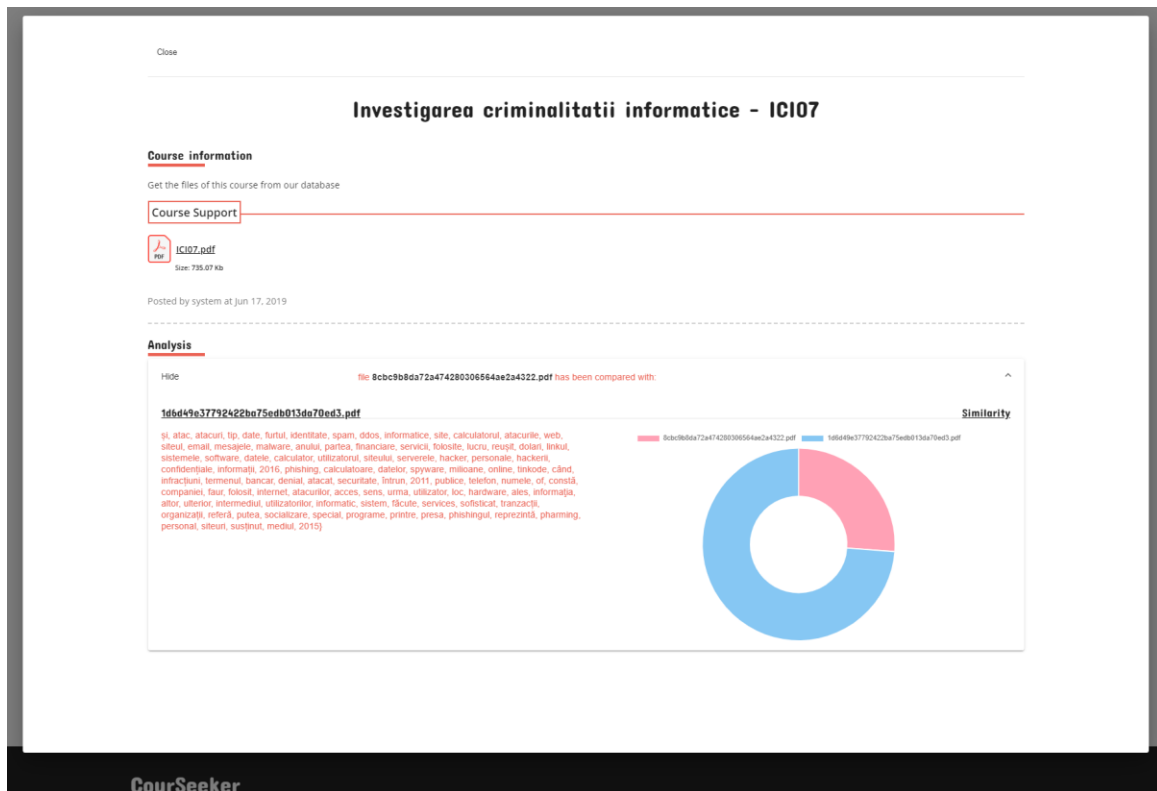 Close
Investigarea criminalitatii informatice - ICI07
Course information
Get the files of this course from our database
Course Support
PDF
ICI07.pdf
Size: 735.07 Kb
Posted by system at Jun 17, 2019
Analysis
Hide
file 8cbc9b8da72a474280306564ae2a4322.pdf has been compared with:
1d6d49e37792422ba75edb013da70ed3.pdf
Similarity
și, atac, atacuri, tip, date, furtul, identitate, spam, ddos, informatice, site, calculatorul, atacurile, web,
siteul, email, mesajele, malware, anului, partea, financiare, servicii, folosite, lucru, reușit, dolari, linkul,
sistemele, software, datele, calculator, utilizatorul, siteului, serverele, hacker, personale, hackerii,
confidențiale, informații, 2016, phishing, calculatoare, datelor, spyware, milioane, online, tinkode, când,
infracțiuni, termenul, bancar, denial, atacat, securitate, întrun, 2011, publice, telefon, numele, of, constă,
companiei, faur, folosit, internet, atacurilor, acces, sens, urma, utilizator, loc, hardware, ales, informația,
altor, ulterior, intermediul, utilizatorilor, informatic, sistem, făcute, services, sofisticat, tranzacții,
organizații, referă, putea, socializare, special, programe, printre, presa, phishingul, reprezintă, pharming,
personal, siteuri, susținut, mediul, 2015]
8cbc9b8da72a474280306564ae2a4322.pdf
1d6d49e37792422ba75edb013da70ed3.pdf
CourSeeker